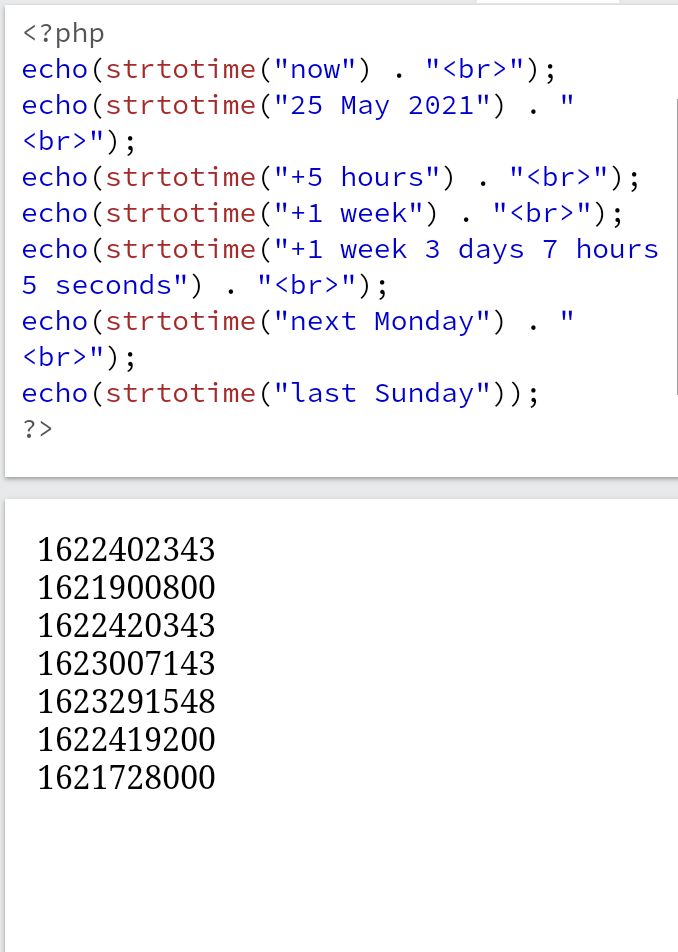 <?php
echo(strtotime("now") . "<br>");
echo(strtotime("25 May 2021") . "
<br>");
echo(strtotime("+5 hours") . "<br>");
echo(strtotime("+1 week") . "<br>");
echo(strtotime("+1 week 3 days 7 hours
5 seconds") . "<br>");
echo(strtotime("next Monday") . "
<br>");
echo(strtotime("last Sunday"));
?>
1622402343
1621900800
1622420343
1623007143
1623291548
1622419200
1621728000